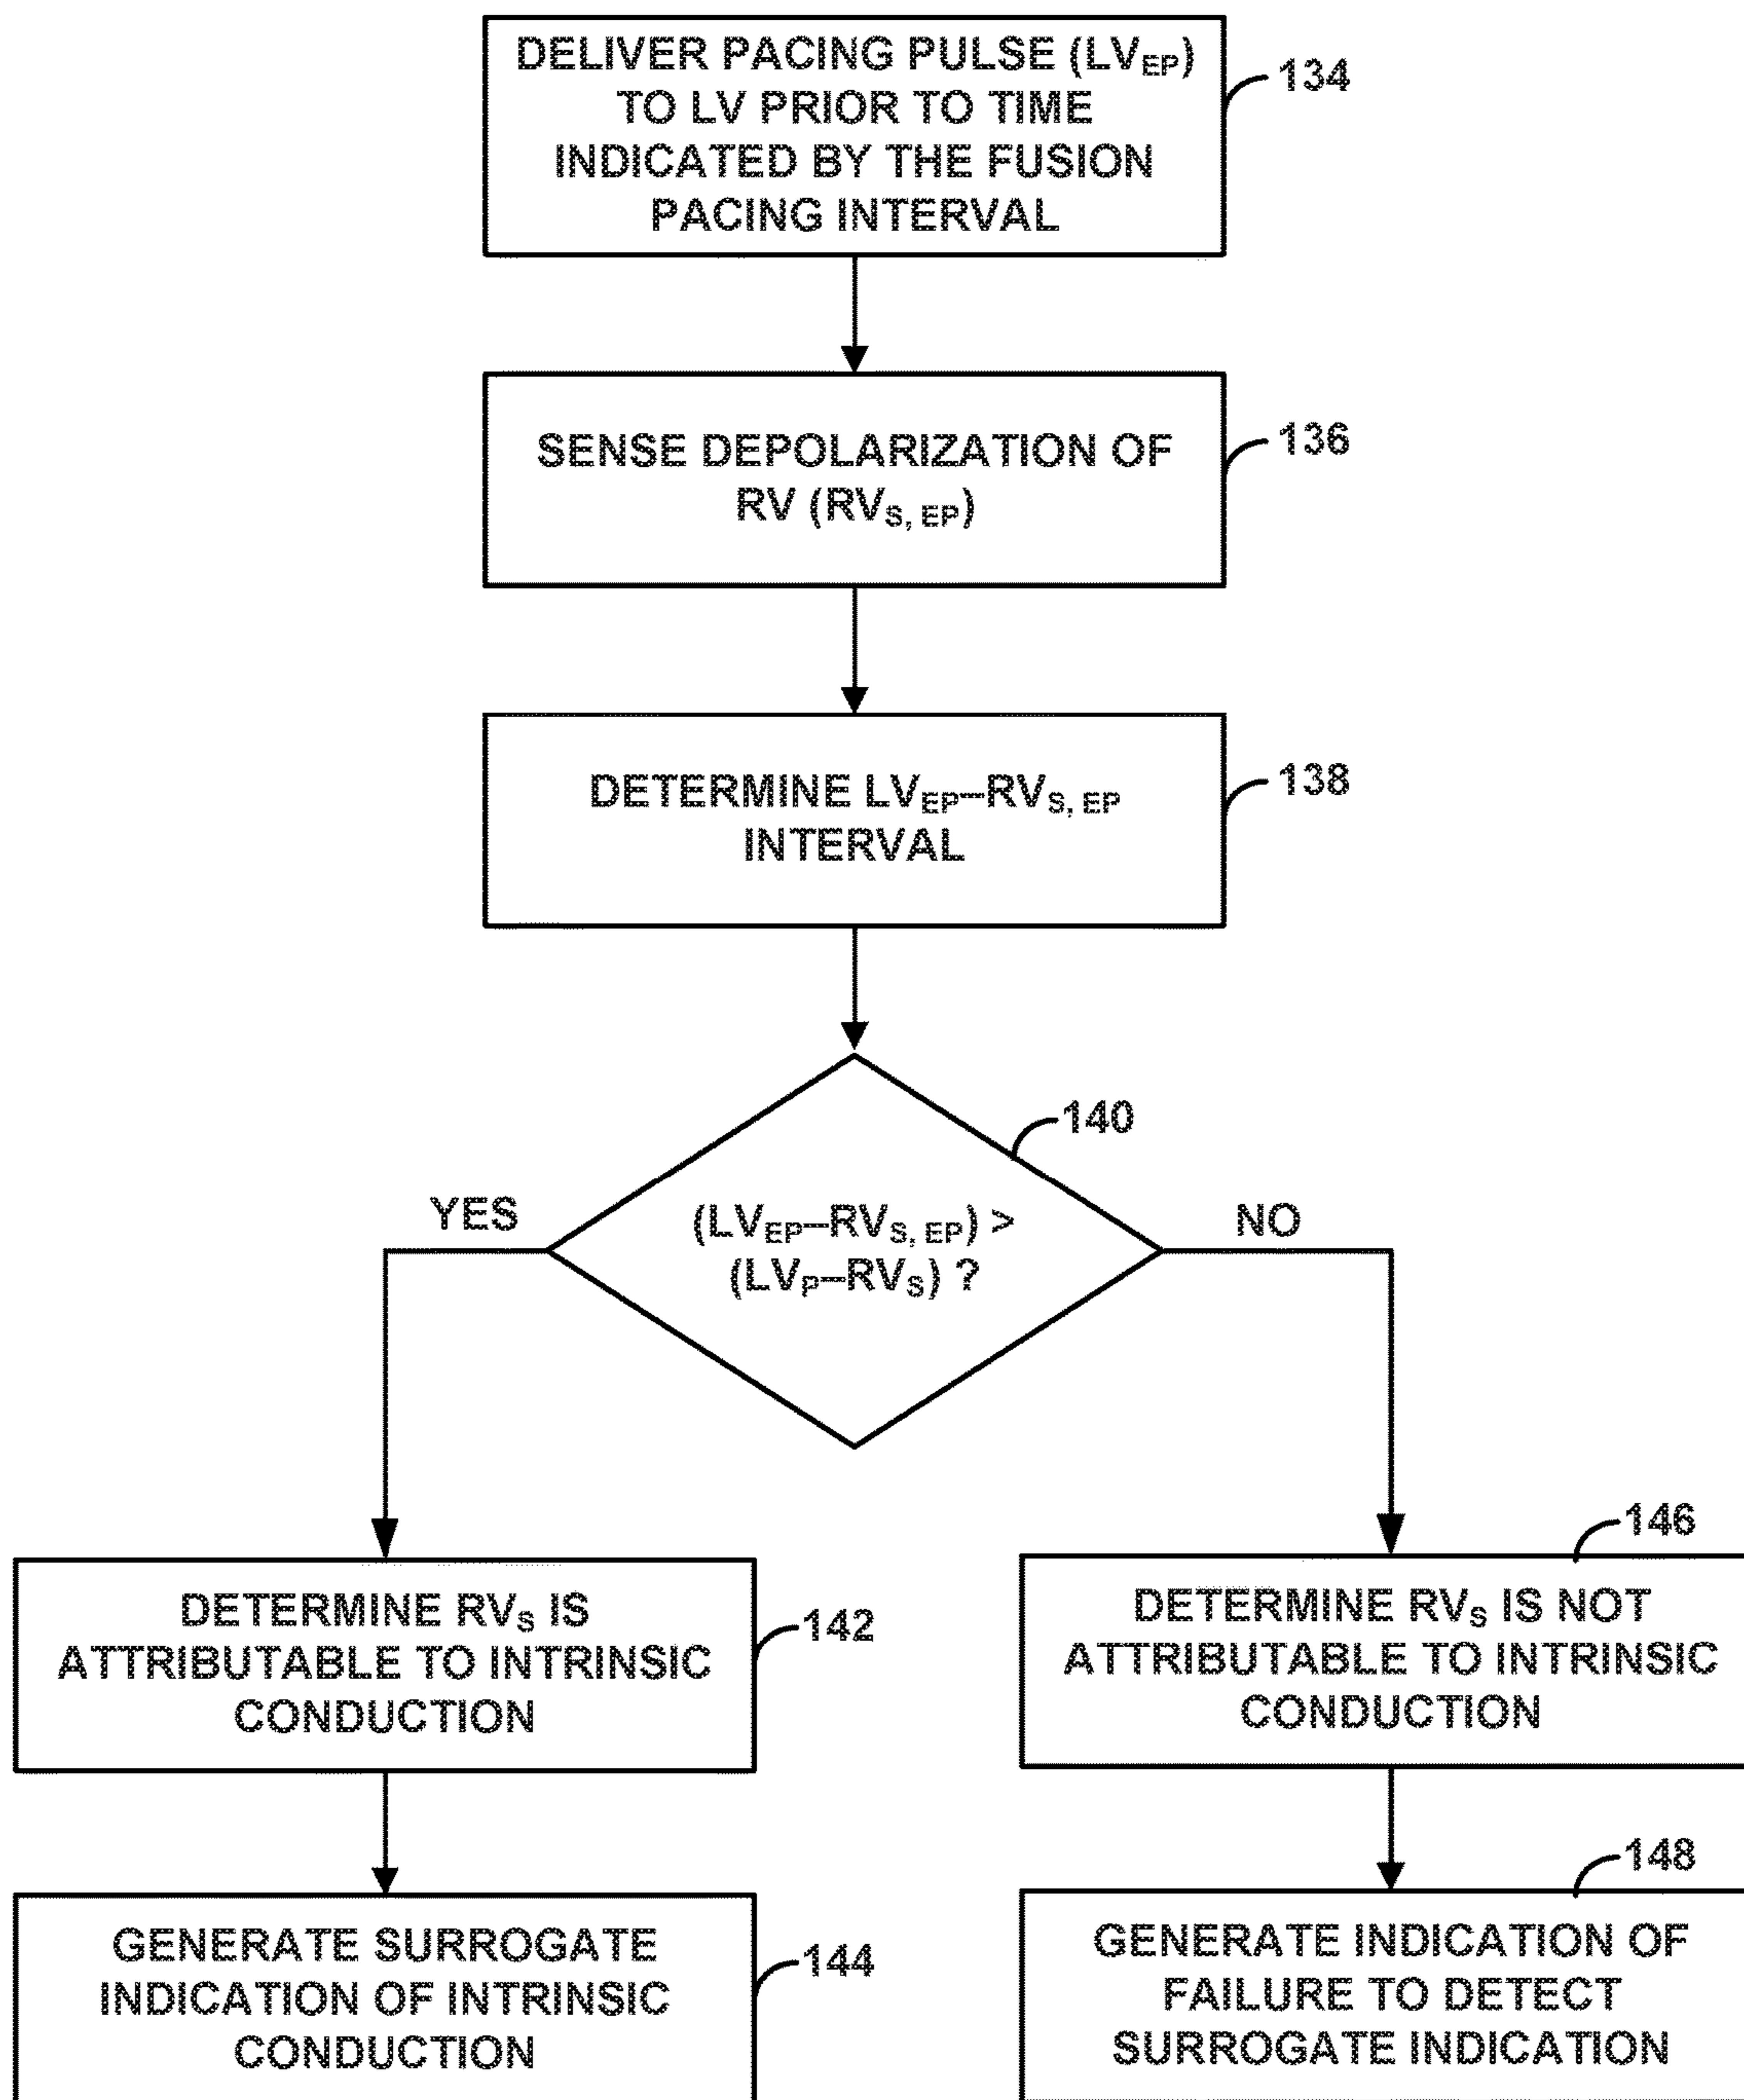 DELIVER PACING PULSE (LVEP)
TO LV PRIOR TO TIME
INDICATED BY THE FUSION
PACING INTERVAL
134
SENSE DEPOLARIZATION OF
RV (RVS, EP)
136
DETERMINE LVEP–RVS, EP
INTERVAL
138
140
YES
(LVEP–RVS, EP) >
(LVP–RVS) ?
NO
DETERMINE RVS IS
ATTRIBUTABLE TO INTRINSIC
CONDUCTION
142
146
DETERMINE RVS IS NOT
ATTRIBUTABLE TO INTRINSIC
CONDUCTION
GENERATE SURROGATE
INDICATION OF INTRINSIC
CONDUCTION
144
148
GENERATE INDICATION OF
FAILURE TO DETECT
SURROGATE INDICATION